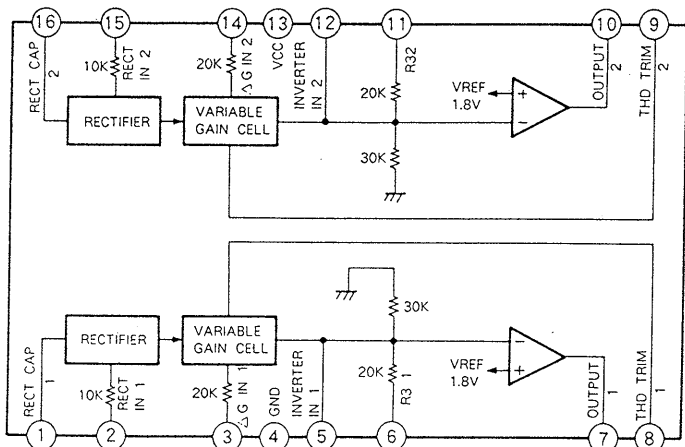 16 15 14 13 12 11 10 9
RECT CAP 2
10K
RECT IN 2
20K
△G IN 2
VCC
INVERTER IN 2
R32
20K
VREF
1.8V
+
−
OUTPUT 2
THD TRIM 2
RECTIFIER
VARIABLE
GAIN CELL
30K
30K
RECTIFIER
VARIABLE
GAIN CELL
RECT CAP 1
10K
RECT IN 1
20K
△G IN 1
GND
INVERTER IN 1
20K
R3 1
VREF
1.8V
−
+
OUTPUT 1
THD TRIM 1
1 2 3 4 5 6 7 8